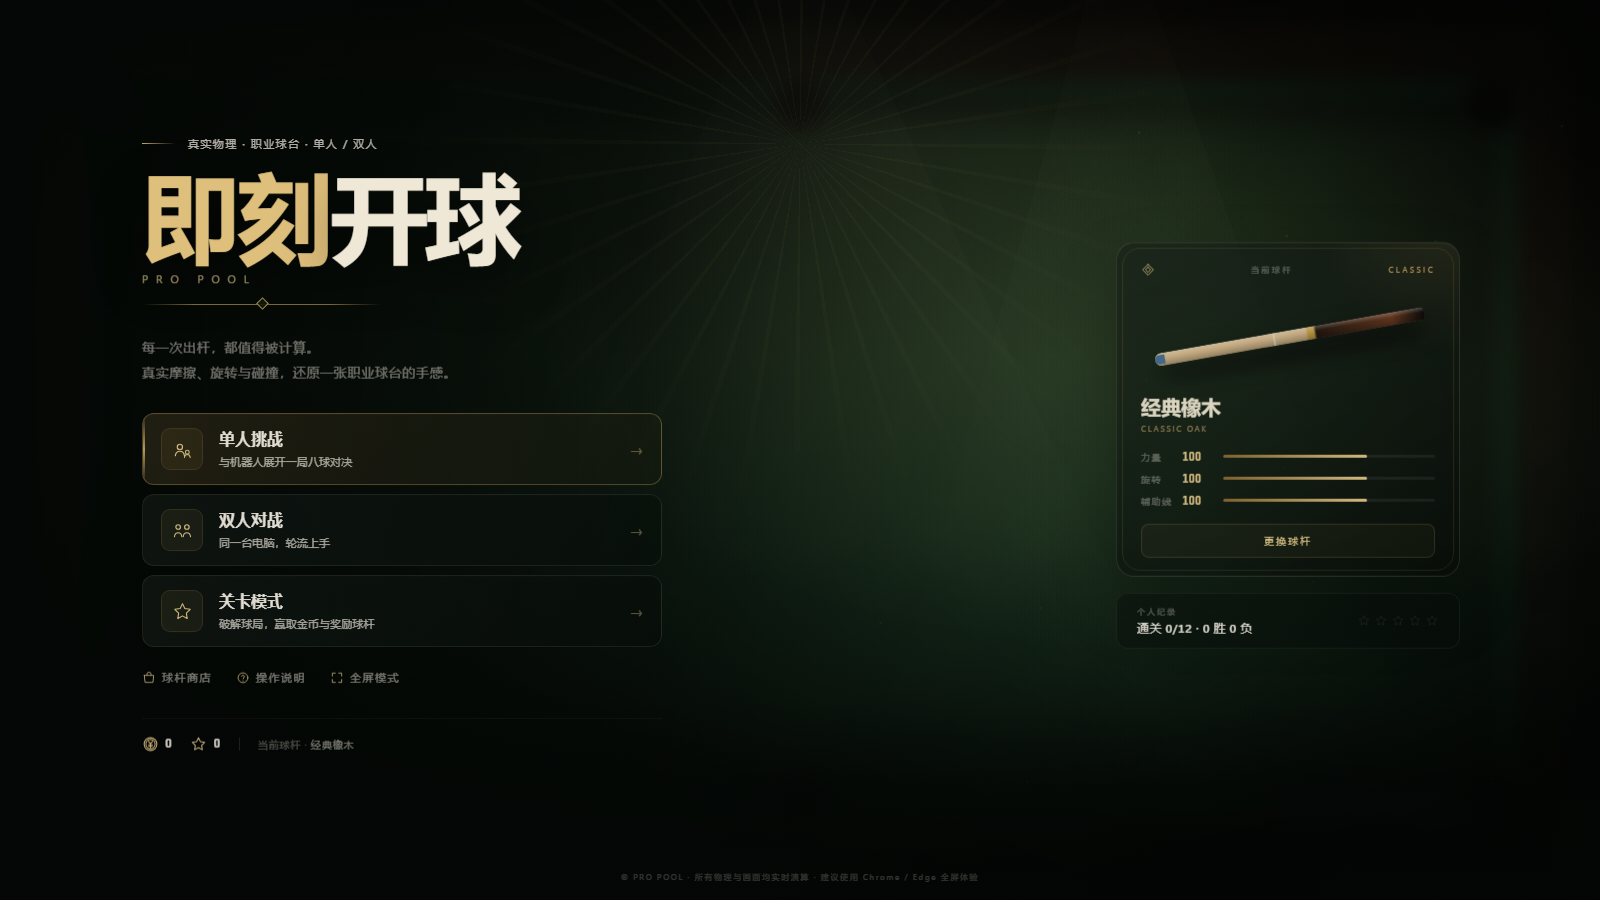 真实物理 · 职业球台 · 单人 / 双人
即刻开球
PRO POOL
每一次出杆，都值得被计算。
真实摩擦、旋转与碰撞，还原一张职业球台的手感。
单人挑战
与机器人展开一局八球对决
→
双人对战
同一台电脑，轮流上手
→
关卡模式
破解球局，赢取金币与奖励球杆
→
球杆商店 操作说明 全屏模式
0 0 当前球杆 · 经典橡木
当前球杆 CLASSIC
经典橡木
CLASSIC OAK
力量 100
旋转 100
辅助线 100
更换球杆
个人纪录
通关 0/12 · 0 胜 0 负
© PRO POOL · 所有物理与画面均实时演算 · 建议使用 Chrome / Edge 全屏体验